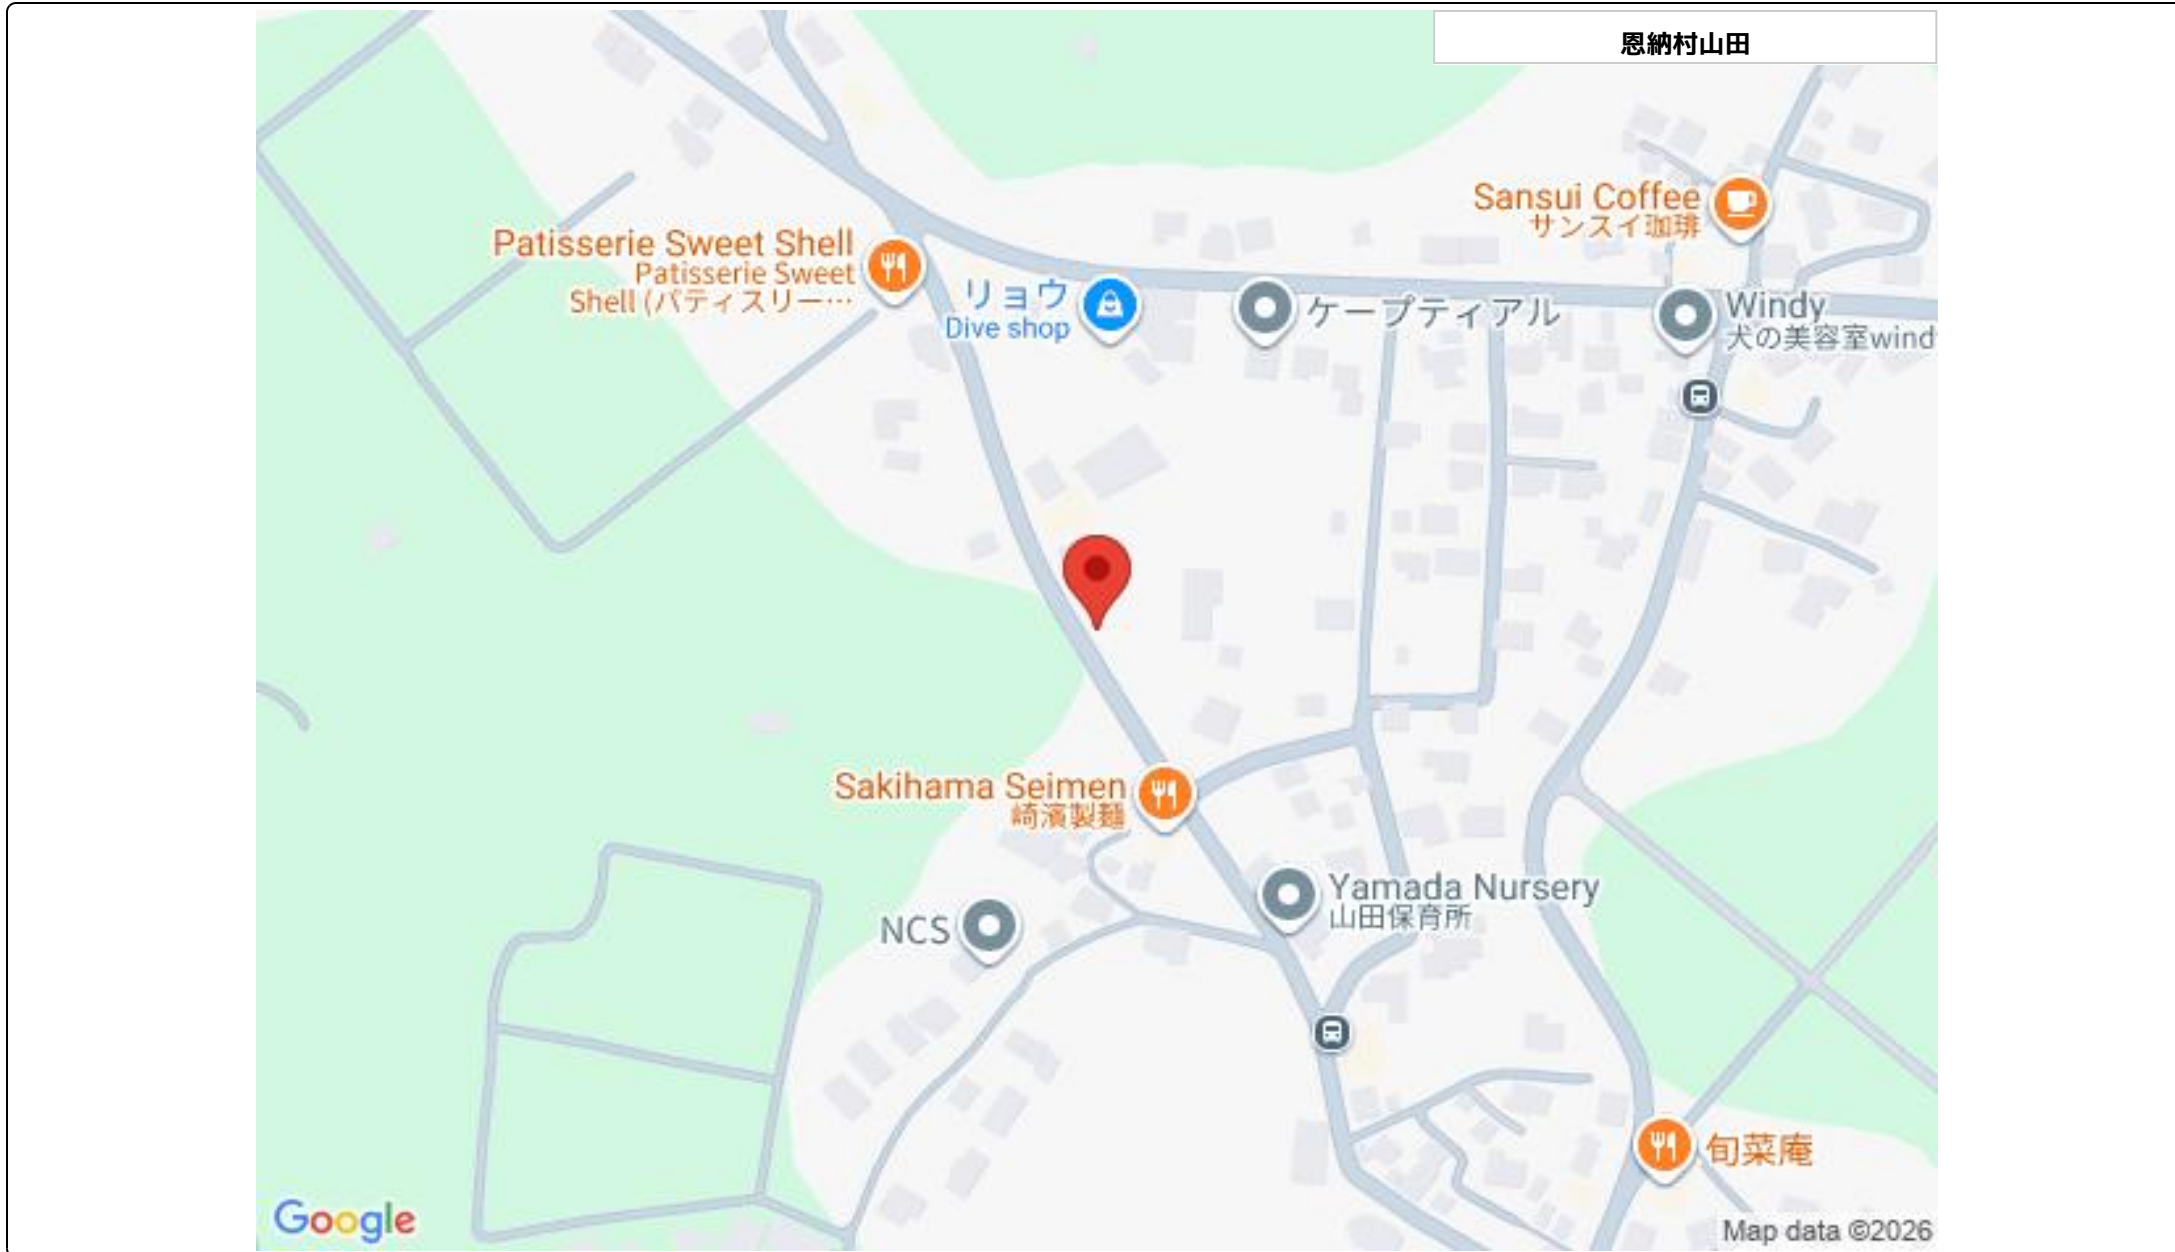 恩納村山田
Sansui Coffee
サンスイ珈琲
Patisserie Sweet Shell
Patisserie Sweet
Shell (パティスリー…
リョウ
Dive shop
ケープティアル
Windy
犬の美容室wind
Sakihama Seimen
崎濱製麺
Yamada Nursery
山田保育所
NCS
旬菜庵
Google
Map data ©2026